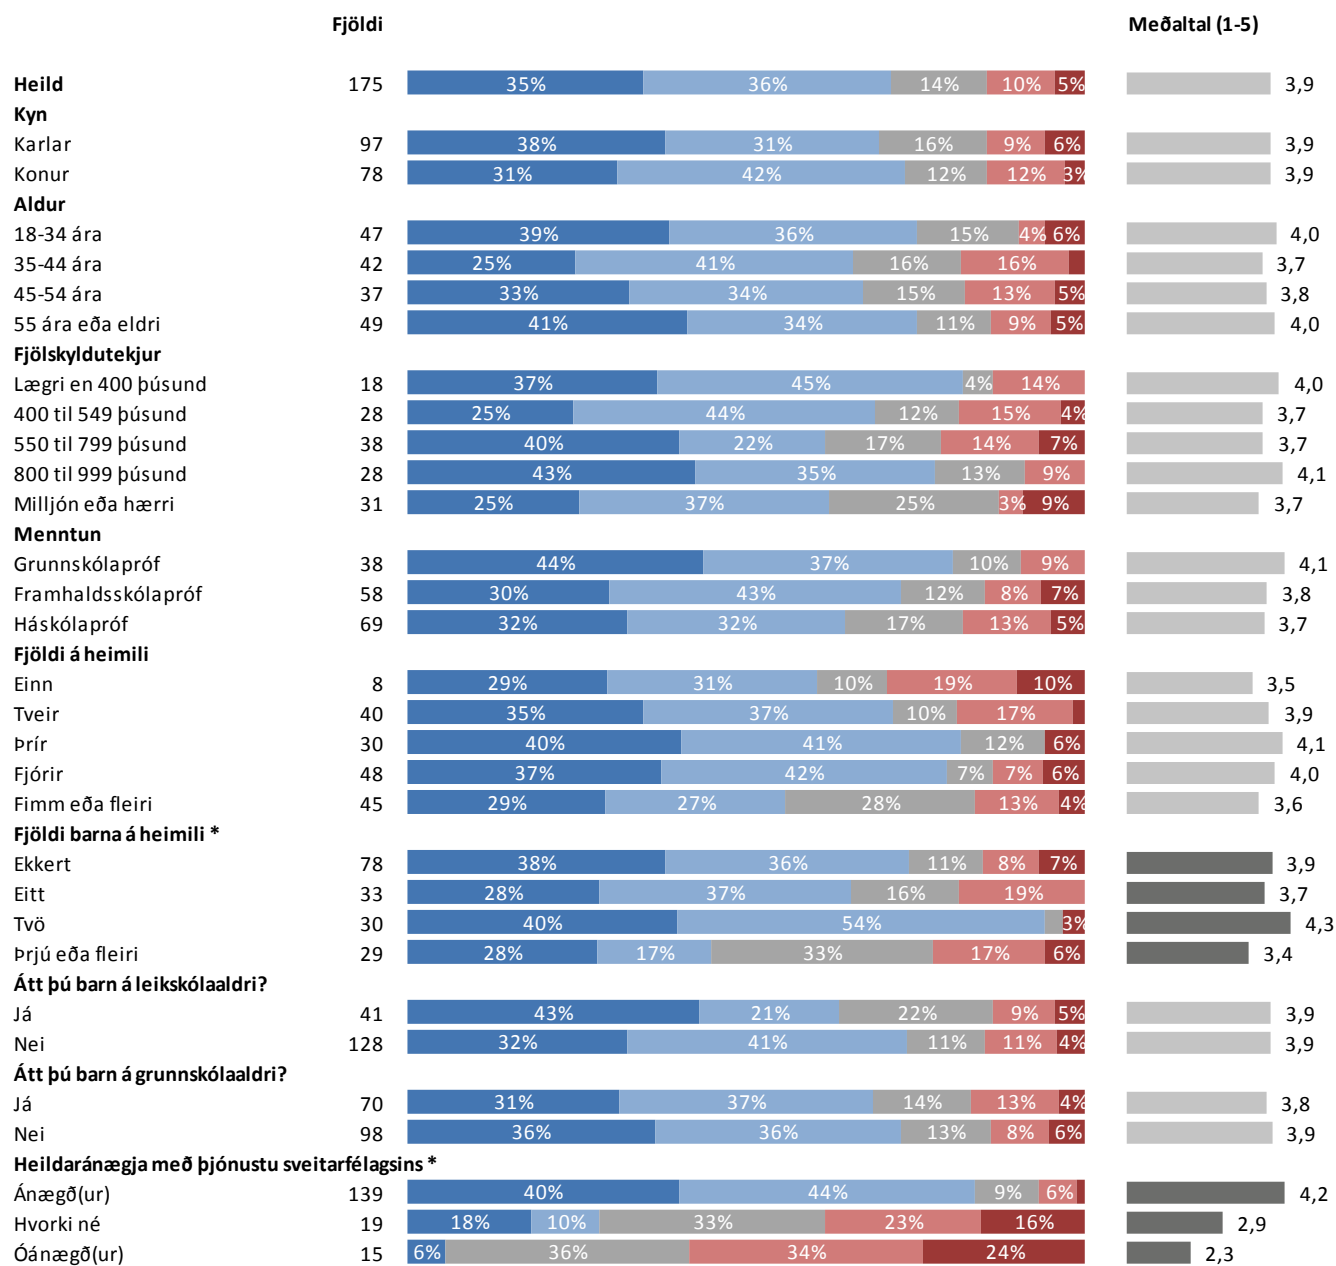 Fjöldi Meðaltal (1-5)
Heild 175 35% 36% 14% 10% 5% 3,9
Kyn
Karlar 97 38% 31% 16% 9% 6% 3,9
Konur 78 31% 42% 12% 12% 3% 3,9
Aldur
18-34 ára 47 39% 36% 15% 4% 6% 4,0
35-44 ára 42 25% 41% 16% 16% 3,7
45-54 ára 37 33% 34% 15% 13% 5% 3,8
55 ára eða eldri 49 41% 34% 11% 9% 5% 4,0
Fjölskyldutekjur
Lægri en 400 þúsund 18 37% 45% 4% 14% 4,0
400 til 549 þúsund 28 25% 44% 12% 15% 4% 3,7
550 til 799 þúsund 38 40% 22% 17% 14% 7% 3,7
800 til 999 þúsund 28 43% 35% 13% 9% 4,1
Milljón eða hærri 31 25% 37% 25% 3% 9% 3,7
Menntun
Grunnskólapróf 38 44% 37% 10% 9% 4,1
Framhaldsskólapróf 58 30% 43% 12% 8% 7% 3,8
Háskólapróf 69 32% 32% 17% 13% 5% 3,7
Fjöldi á heimili
Einn 8 29% 31% 10% 19% 10% 3,5
Tveir 40 35% 37% 10% 17% 3,9
Þrír 30 40% 41% 12% 6% 4,1
Fjórir 48 37% 42% 7% 7% 6% 4,0
Fimm eða fleiri 45 29% 27% 28% 13% 4% 3,6
Fjöldi barna á heimili *
Ekkert 78 38% 36% 11% 8% 7% 3,9
Eitt 33 28% 37% 16% 19% 3,7
Tvö 30 40% 54% 3% 4,3
Þrjú eða fleiri 29 28% 17% 33% 17% 6% 3,4
Átt þú barn á leikskólaaldri?
Já 41 43% 21% 22% 9% 5% 3,9
Nei 128 32% 41% 11% 11% 4% 3,9
Átt þú barn á grunnskólaaldri?
Já 70 31% 37% 14% 13% 4% 3,8
Nei 98 36% 36% 13% 8% 6% 3,9
Heildaránægja með þjónustu sveitarfélagsins *
Ánægð(ur) 139 40% 44% 9% 6% 4,2
Hvorki né 19 18% 10% 33% 23% 16% 2,9
Óánægð(ur) 15 6% 36% 34% 24% 2,3